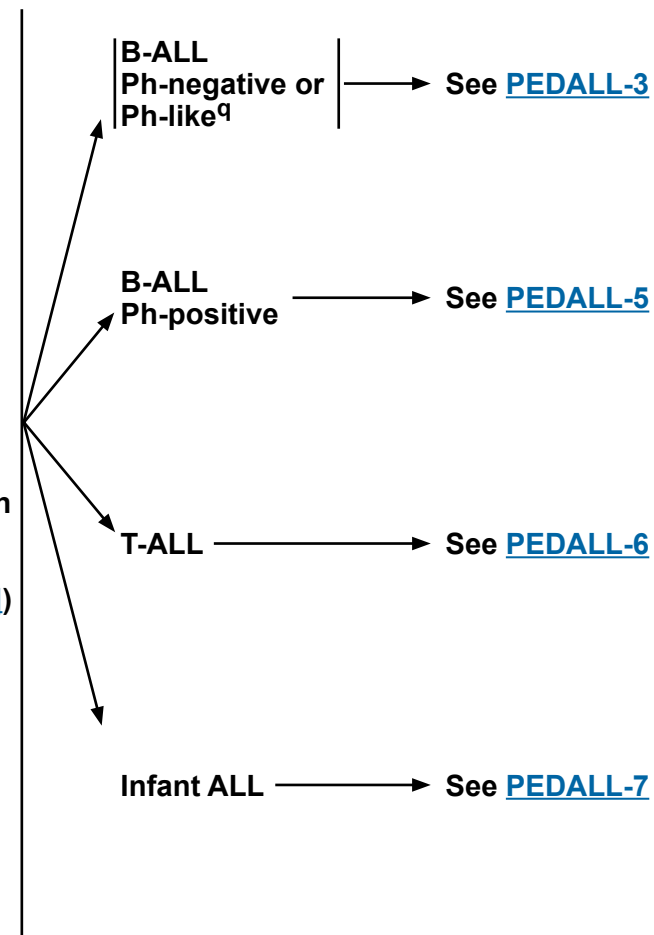 B-ALL
Ph-negative or
Ph-likeq
See PEDALL-3
B-ALL
Ph-positive
See PEDALL-5
n
T-ALL
See PEDALL-6
)
Infant ALL
See PEDALL-7